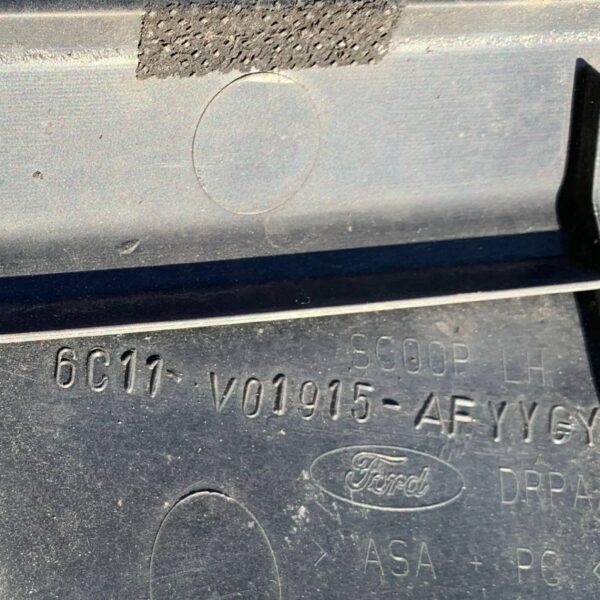 SCOOP LH
6C11-V01915-AFYYGY
Ford
DRPA
> ASA + PC <